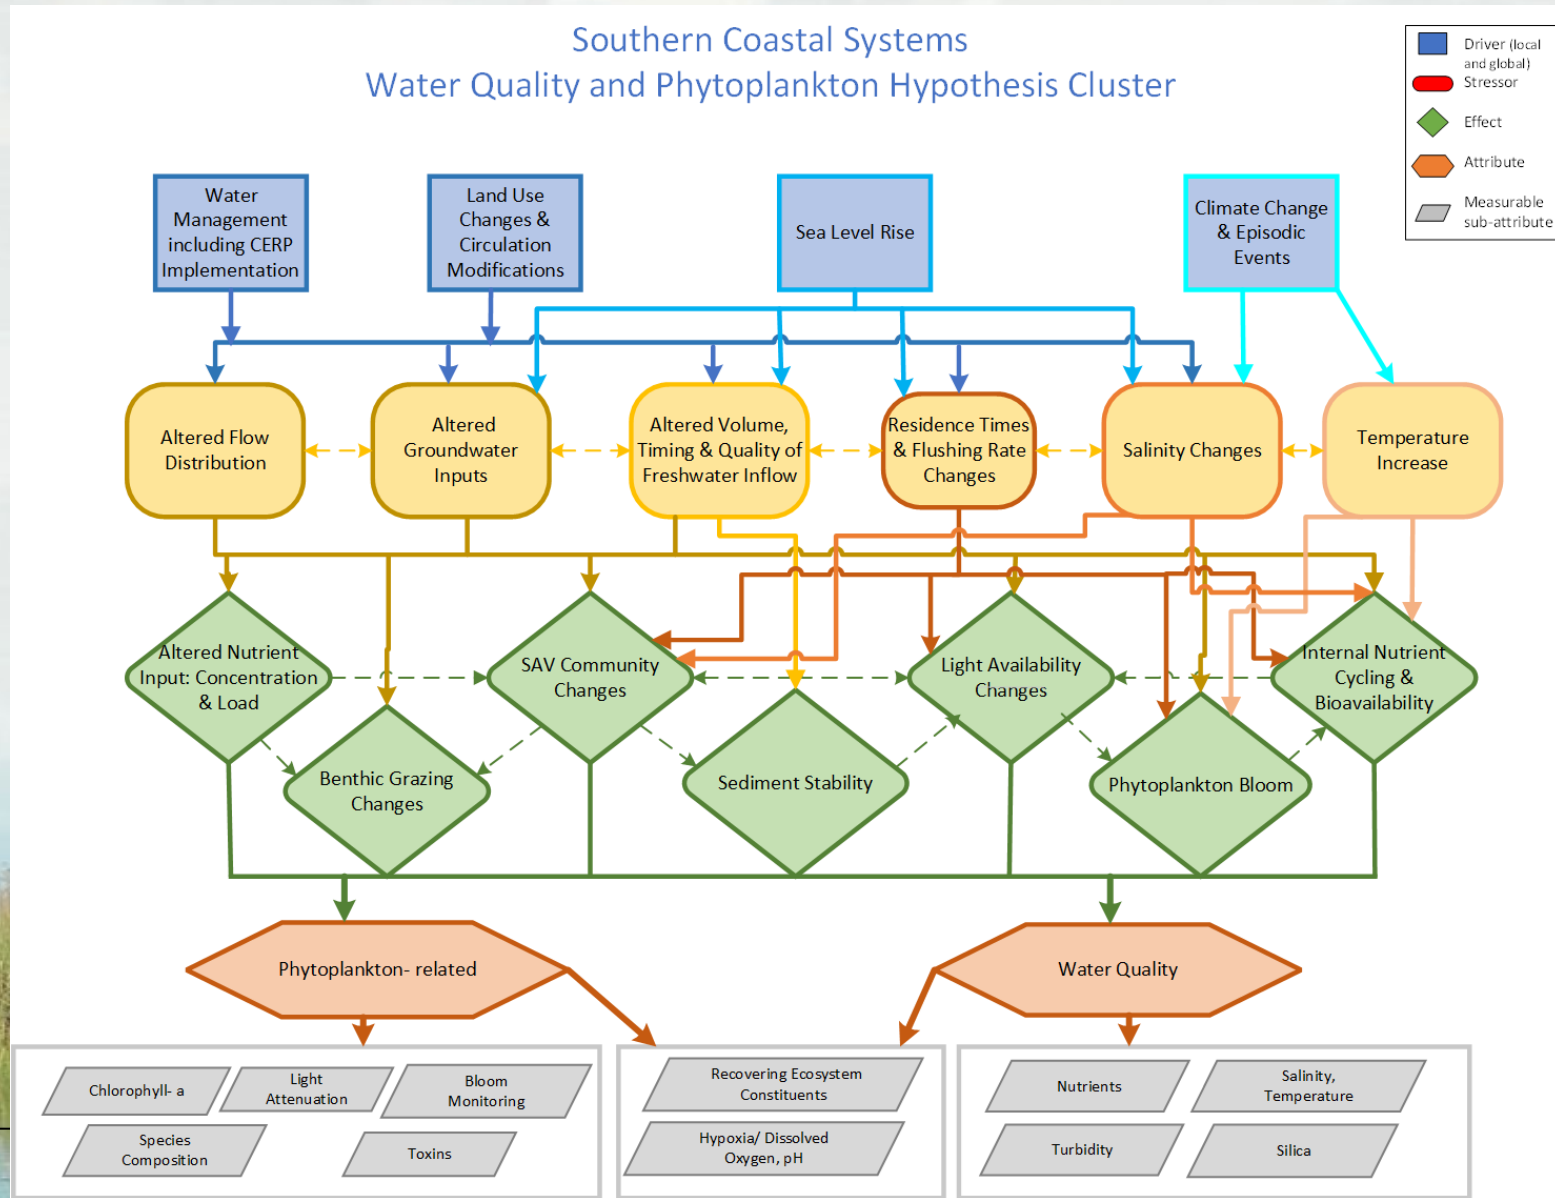 Southern Coastal Systems
Water Quality and Phytoplankton Hypothesis Cluster
Driver (local
and global)
Stressor
Effect
Attribute
Measurable
sub-attribute
Water
Management
including CERP
Implementation
Land Use
Changes &
Circulation
Modifications
Sea Level Rise
Climate Change
& Episodic
Events
Altered Flow
Distribution
Altered
Groundwater
Inputs
Altered Volume,
Timing & Quality of
Freshwater Inflow
Residence Times
& Flushing Rate
Changes
Salinity Changes
Temperature
Increase
Altered Nutrient
Input: Concentration
& Load
SAV Community
Changes
Light Availability
Changes
Internal Nutrient
Cycling &
Bioavailability
Benthic Grazing
Changes
Sediment Stability
Phytoplankton Bloom
Phytoplankton- related
Water Quality
Chlorophyll- a
Light
Attenuation
Bloom
Monitoring
Species
Composition
Toxins
Recovering Ecosystem
Constituents
Hypoxia/ Dissolved
Oxygen, pH
Nutrients
Salinity,
Temperature
Turbidity
Silica